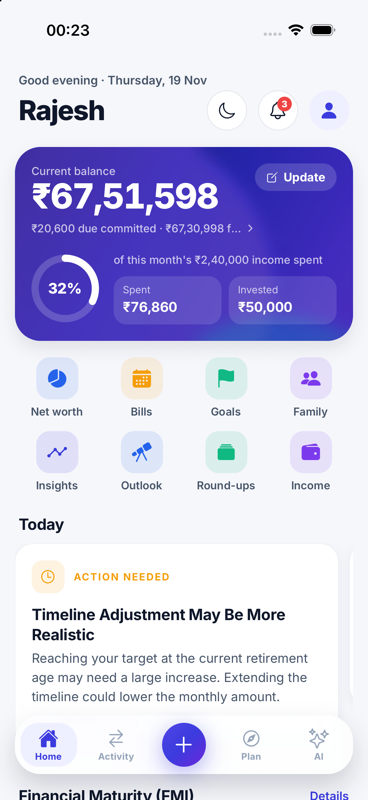 00:23
Good evening · Thursday, 19 Nov
Rajesh
3
Current balance
Update
₹67,51,598
₹20,600 due committed · ₹67,30,998 f...
of this month's ₹2,40,000 income spent
32%
Spent
₹76,860
Invested
₹50,000
Net worth
Bills
Goals
Family
Insights
Outlook
Round-ups
Income
Today
ACTION NEEDED
Timeline Adjustment May Be More
Realistic
Reaching your target at the current retirement
age may need a large increase. Extending the
timeline could lower the monthly amount.
Home
Activity
Plan
AI
Financial Maturity (FMI)
Details